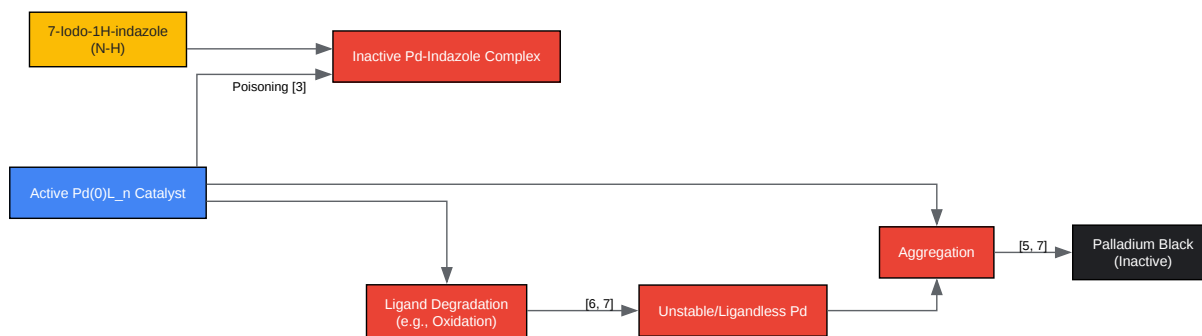 7-Iodo-1H-indazole
(N-H)
Inactive Pd-Indazole Complex
Poisoning [3]
Active Pd(0)L_n Catalyst
Aggregation
[5, 7]
Palladium Black
(Inactive)
Ligand Degradation
(e.g., Oxidation)
[6, 7]
Unstable/Ligandless Pd